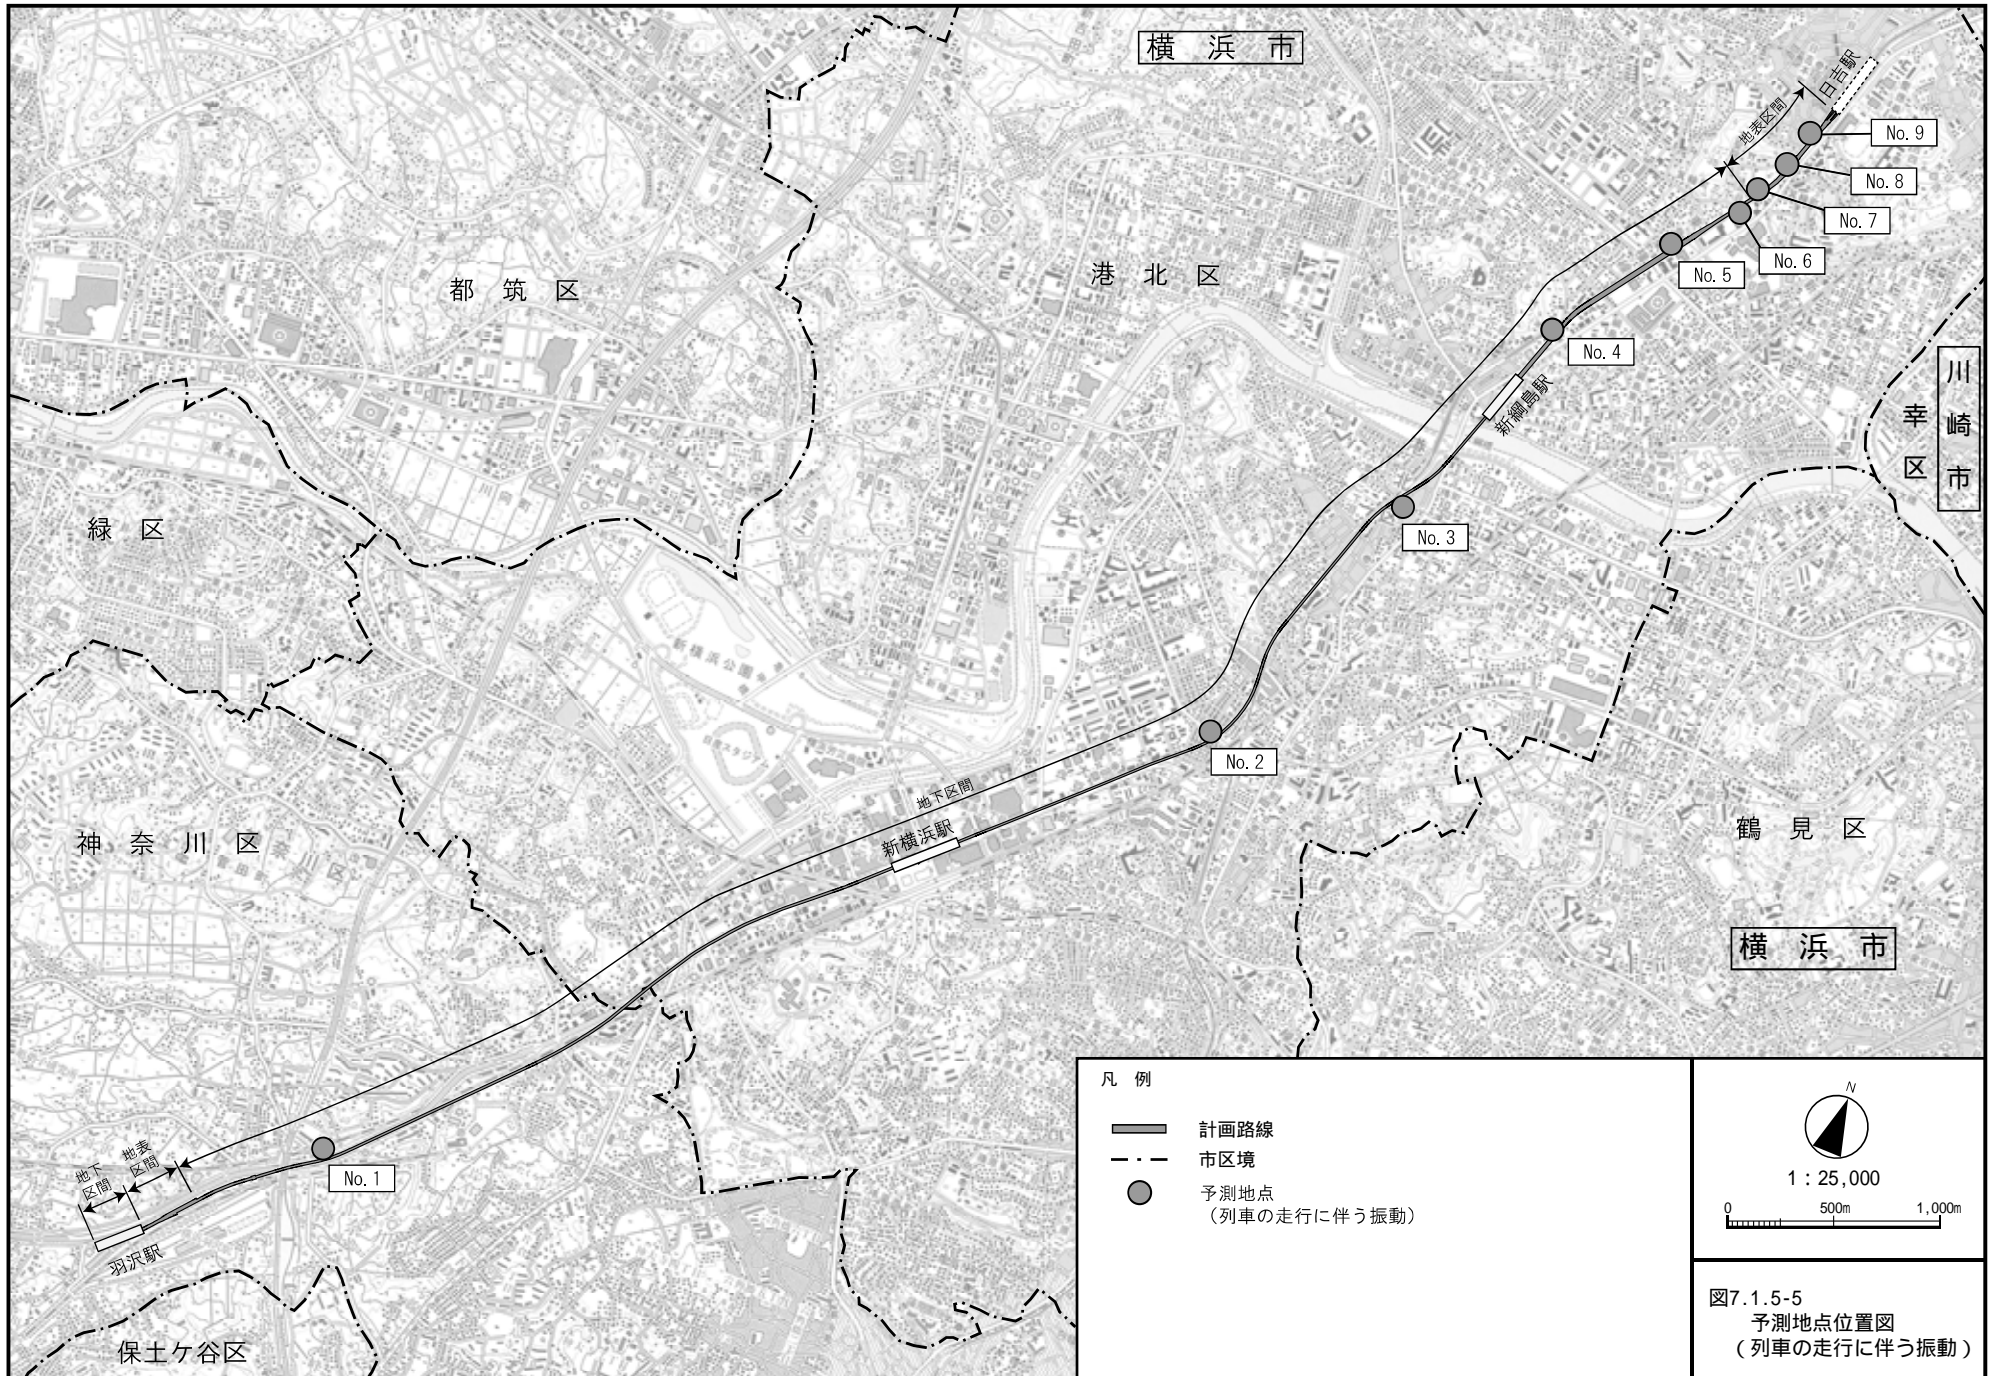 横浜市
日吉駅
地表区間
No. 9
No. 8
No. 7
No. 6
No. 5
都筑区
港北区
No. 4
新綱島駅
川崎市
幸区
緑区
No. 3
新横浜公園
No. 2
地下区間
新横浜駅
神奈川区
鶴見区
横浜市
地下
区間
地表
区間
No. 1
羽沢駅
保土ケ谷区
凡 例
計画路線
市区境
予測地点
(列車の走行に伴う振動)
N
1：25,000
0 500m 1,000m
図7.1.5-5
予測地点位置図
(列車の走行に伴う振動)